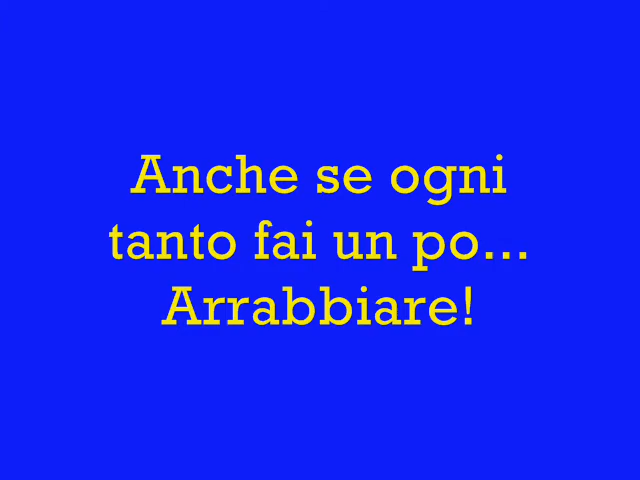 Anche se ogni
tanto fai un po...
Arrabbiare!